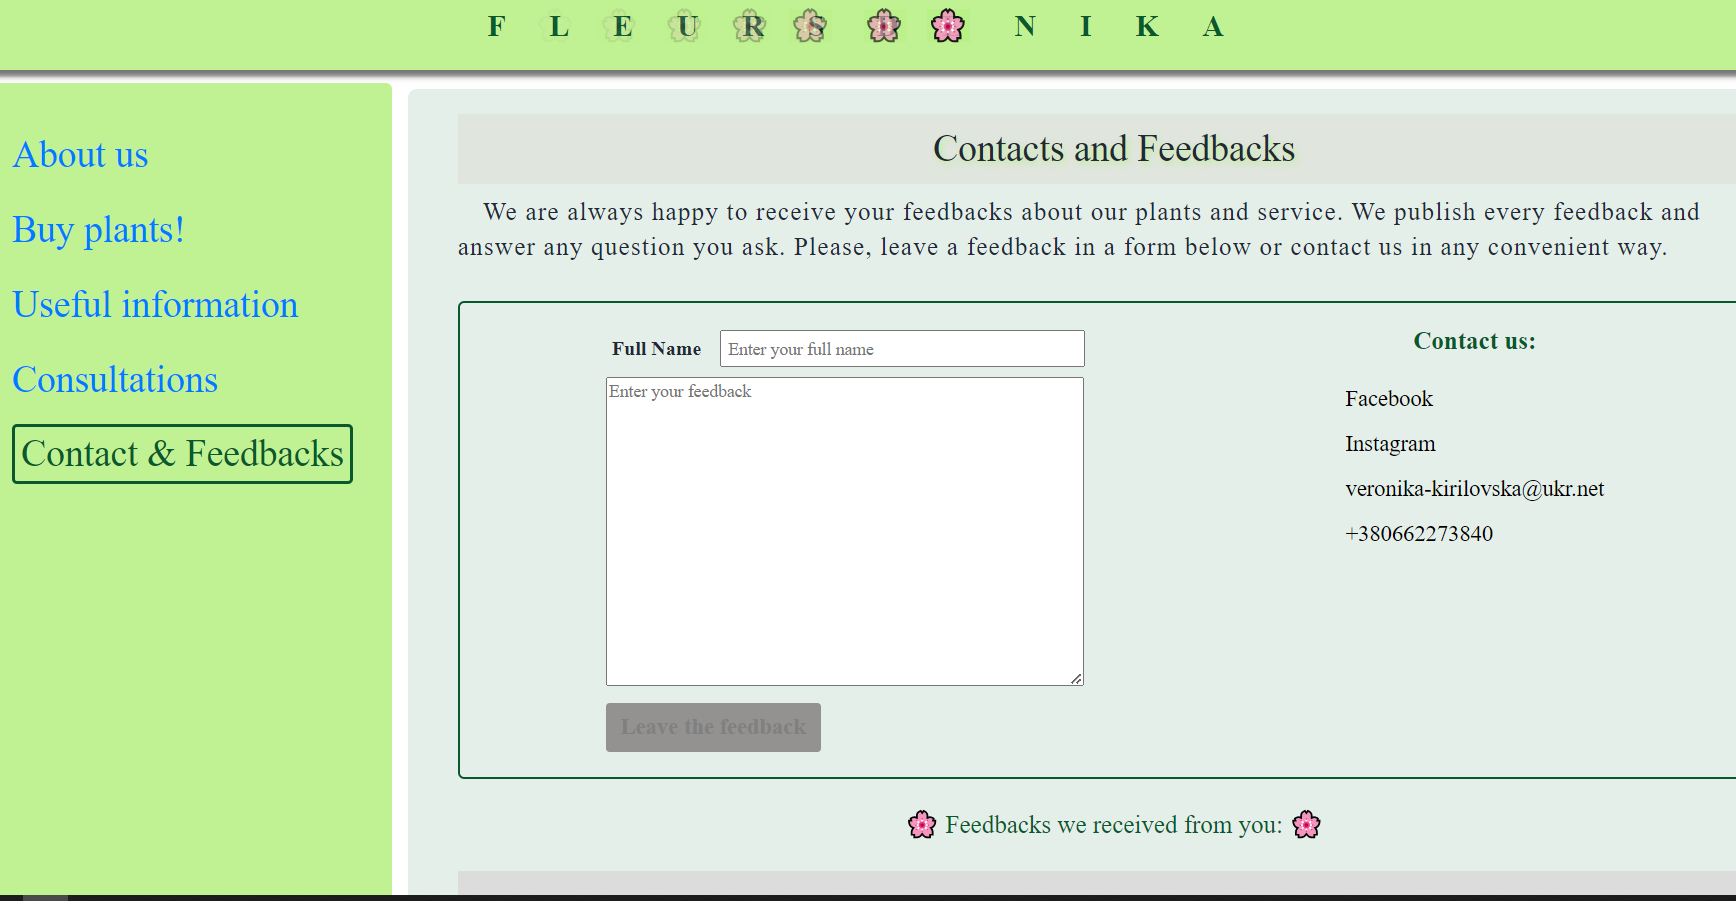 F L E U R S N I K A
About us
Buy plants!
Useful information
Consultations
Contact & Feedbacks
Contacts and Feedbacks
We are always happy to receive your feedbacks about our plants and service. We publish every feedback and
answer any question you ask. Please, leave a feedback in a form below or contact us in any convenient way.
Full Name
Enter your full name
Enter your feedback
Leave the feedback
Contact us:
Facebook
Instagram
veronika-kirilovska@ukr.net
+380662273840
Feedbacks we received from you: